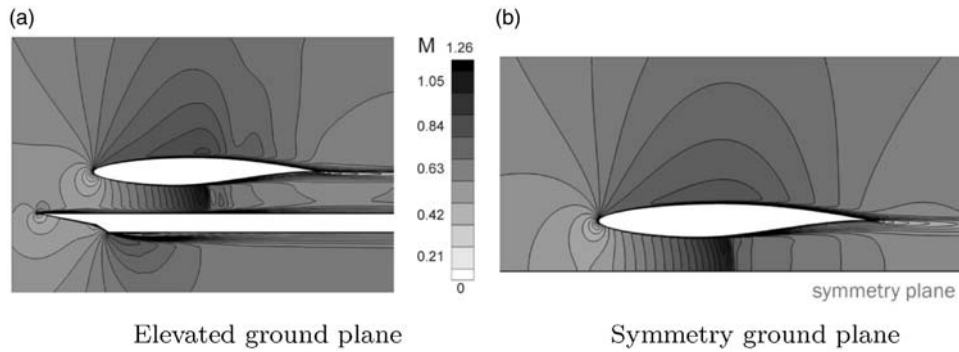 (a)
(b)
M
1.26
1.05
0.84
0.63
0.42
0.21
0
symmetry plane
Elevated ground plane
Symmetry ground plane